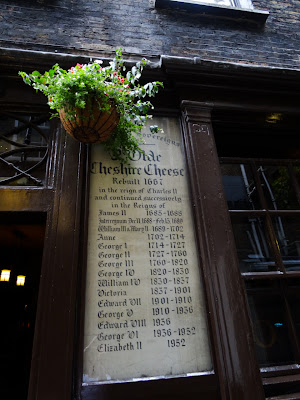 Sovereigns
Ye Olde
Cheshire Cheese
Rebuilt 1667
in the reign of Charles II
and continued successively
in the Reigns of
James II 1685-1688
Interregnum Dec 11 1688 - Feb 13 1689
William III & Mary II 1689-1702
Anne 1702-1714
George I 1714-1727
George II 1727-1760
George III 1760-1820
George IV 1820-1830
William IV 1830-1837
Victoria 1837-1901
Edward VII 1901-1910
George V 1910-1936
Edward VIII 1936
George VI 1936-1952
Elizabeth II 1952